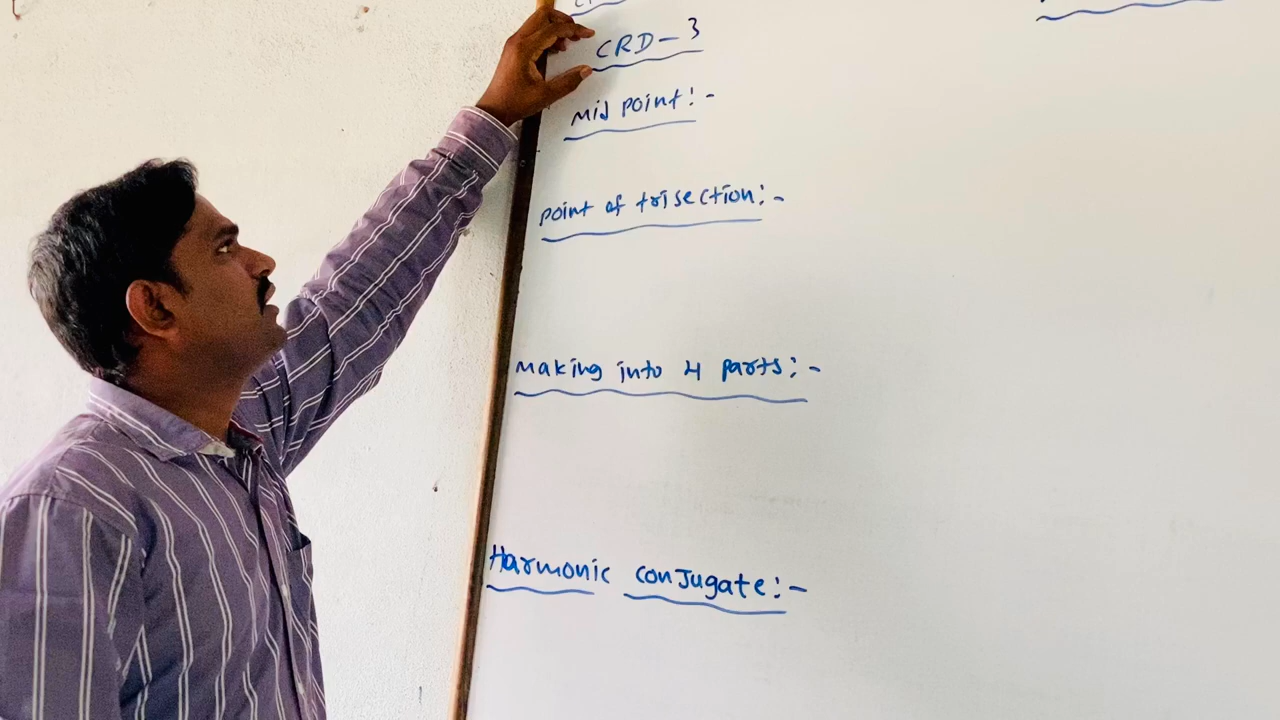 CRD-3
Mid point:-
point of trisection:-
Making into 4 parts:-
Harmonic conjugate:-